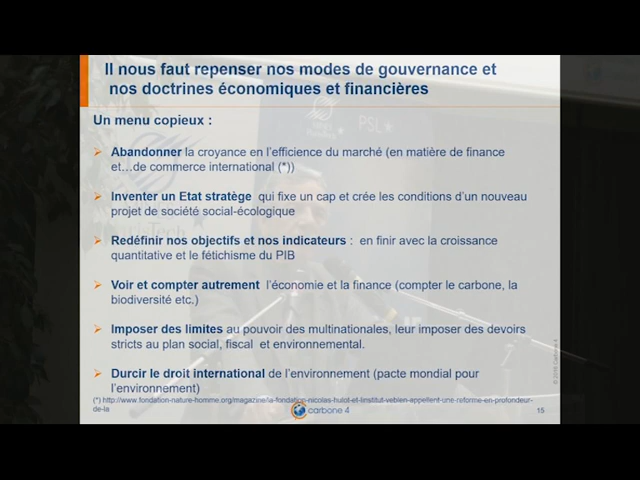 Il nous faut repenser nos modes de gouvernance et
nos doctrines économiques et financières
Un menu copieux :
Abandonner la croyance en l'efficience du marché (en matière de finance
et…de commerce international (*))
Inventer un Etat stratège qui fixe un cap et crée les conditions d'un nouveau
projet de société social-écologique
Redéfinir nos objectifs et nos indicateurs : en finir avec la croissance
quantitative et le fétichisme du PIB
Voir et compter autrement l'économie et la finance (compter le carbone, la
biodiversité etc.)
Imposer des limites au pouvoir des multinationales, leur imposer des devoirs
stricts au plan social, fiscal et environnemental.
Durcir le droit international de l'environnement (pacte mondial pour
l'environnement)
(*) http://www.fondation-nature-homme.org/magazine/la-fondation-nicolas-hulot-et-linstitut-veblen-appellent-une-reforme-en-profondeur-
de-la
carbone 4
15
PSL